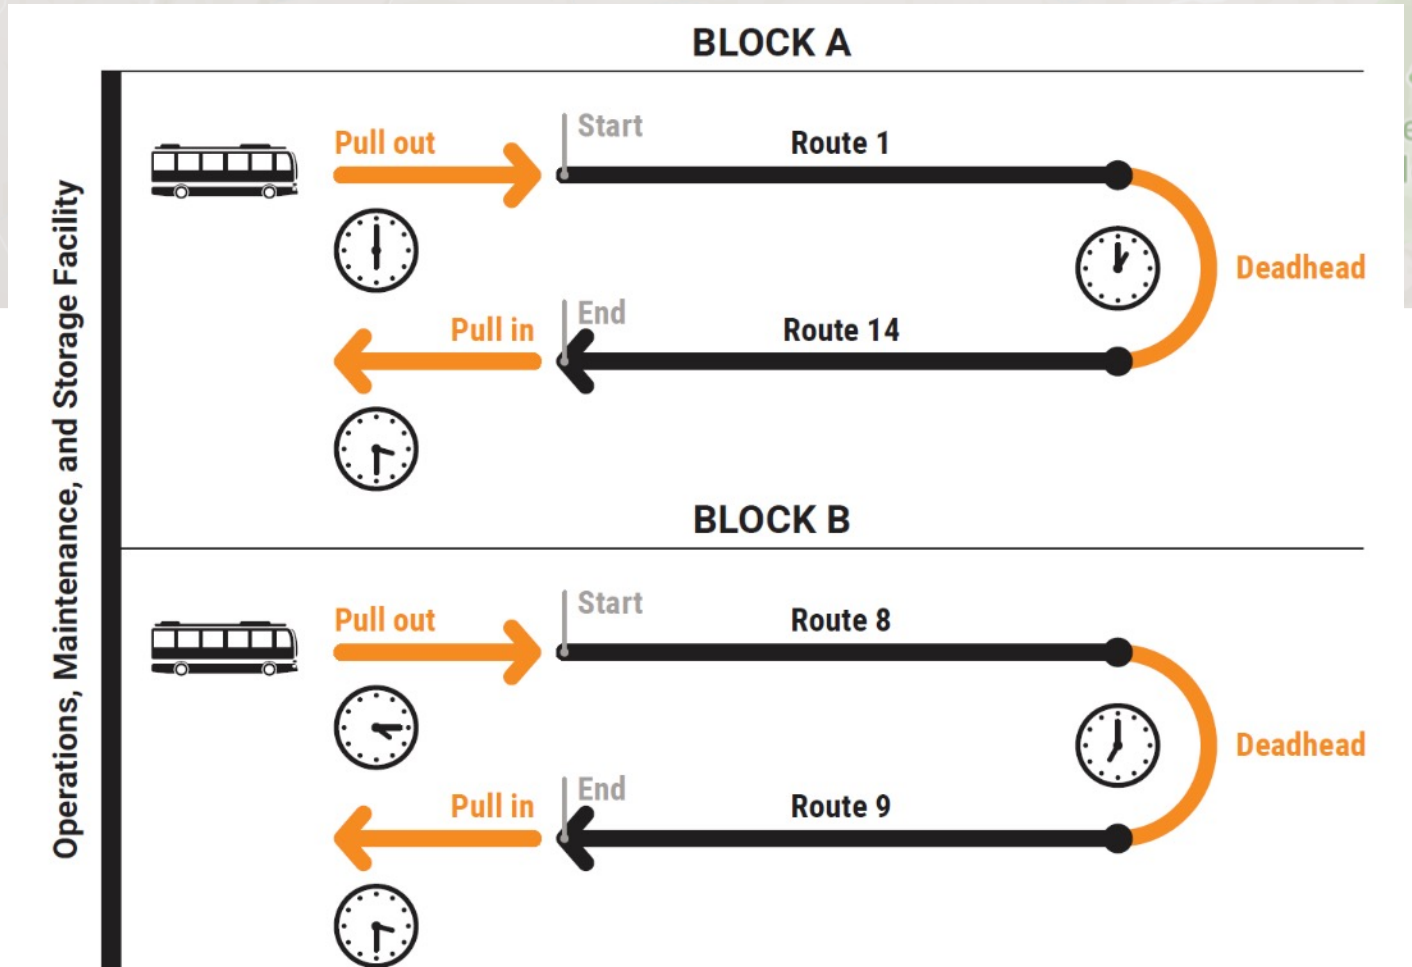 BLOCK A
Operations, Maintenance, and Storage Facility
Pull out
Start
Route 1
Deadhead
Pull in
End
Route 14
BLOCK B
Pull out
Start
Route 8
Deadhead
Pull in
End
Route 9